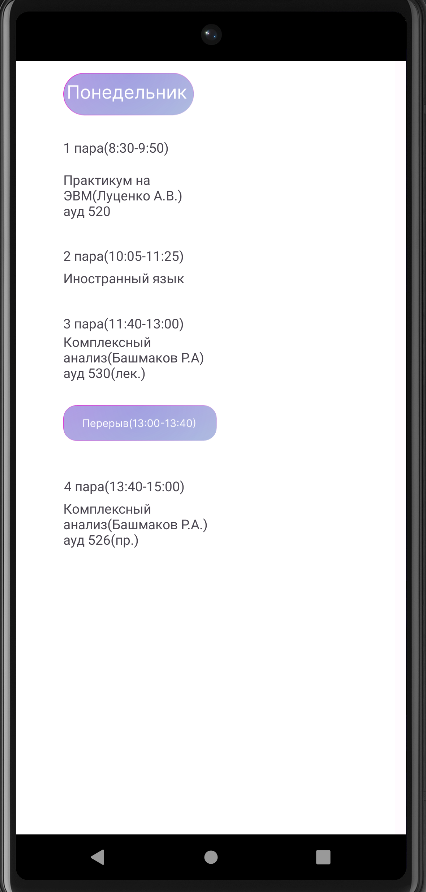 Понедельник
1 пара(8:30-9:50)
Практикум на
ЭВМ(Луценко А.В.)
ауд 520
2 пара(10:05-11:25)
Иностранный язык
3 пара(11:40-13:00)
Комплексный
анализ(Башмаков Р.А)
ауд 530(лек.)
Перерыв(13:00-13:40)
4 пара(13:40-15:00)
Комплексный
анализ(Башмаков Р.А.)
ауд 526(пр.)